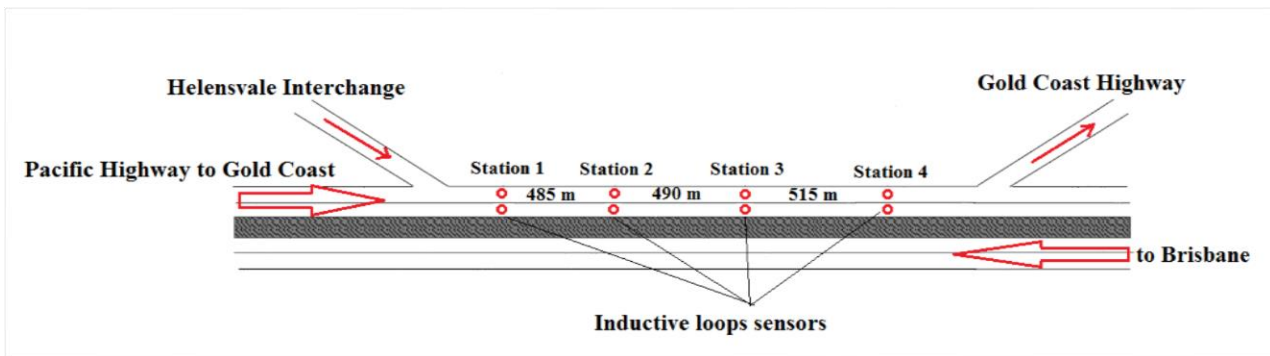 Helensvale Interchange
Gold Coast Highway
Pacific Highway to Gold Coast
Station 1
Station 2
Station 3
Station 4
485 m
490 m
515 m
to Brisbane
Inductive loops sensors